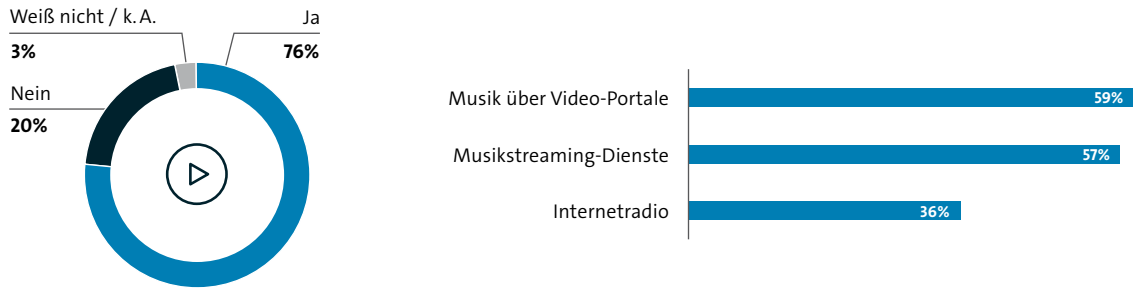 Weiß nicht / k. A.
3%
Ja
76%
Nein
20%
Musik über Video-Portale
59%
Musikstreaming-Dienste
57%
Internetradio
36%